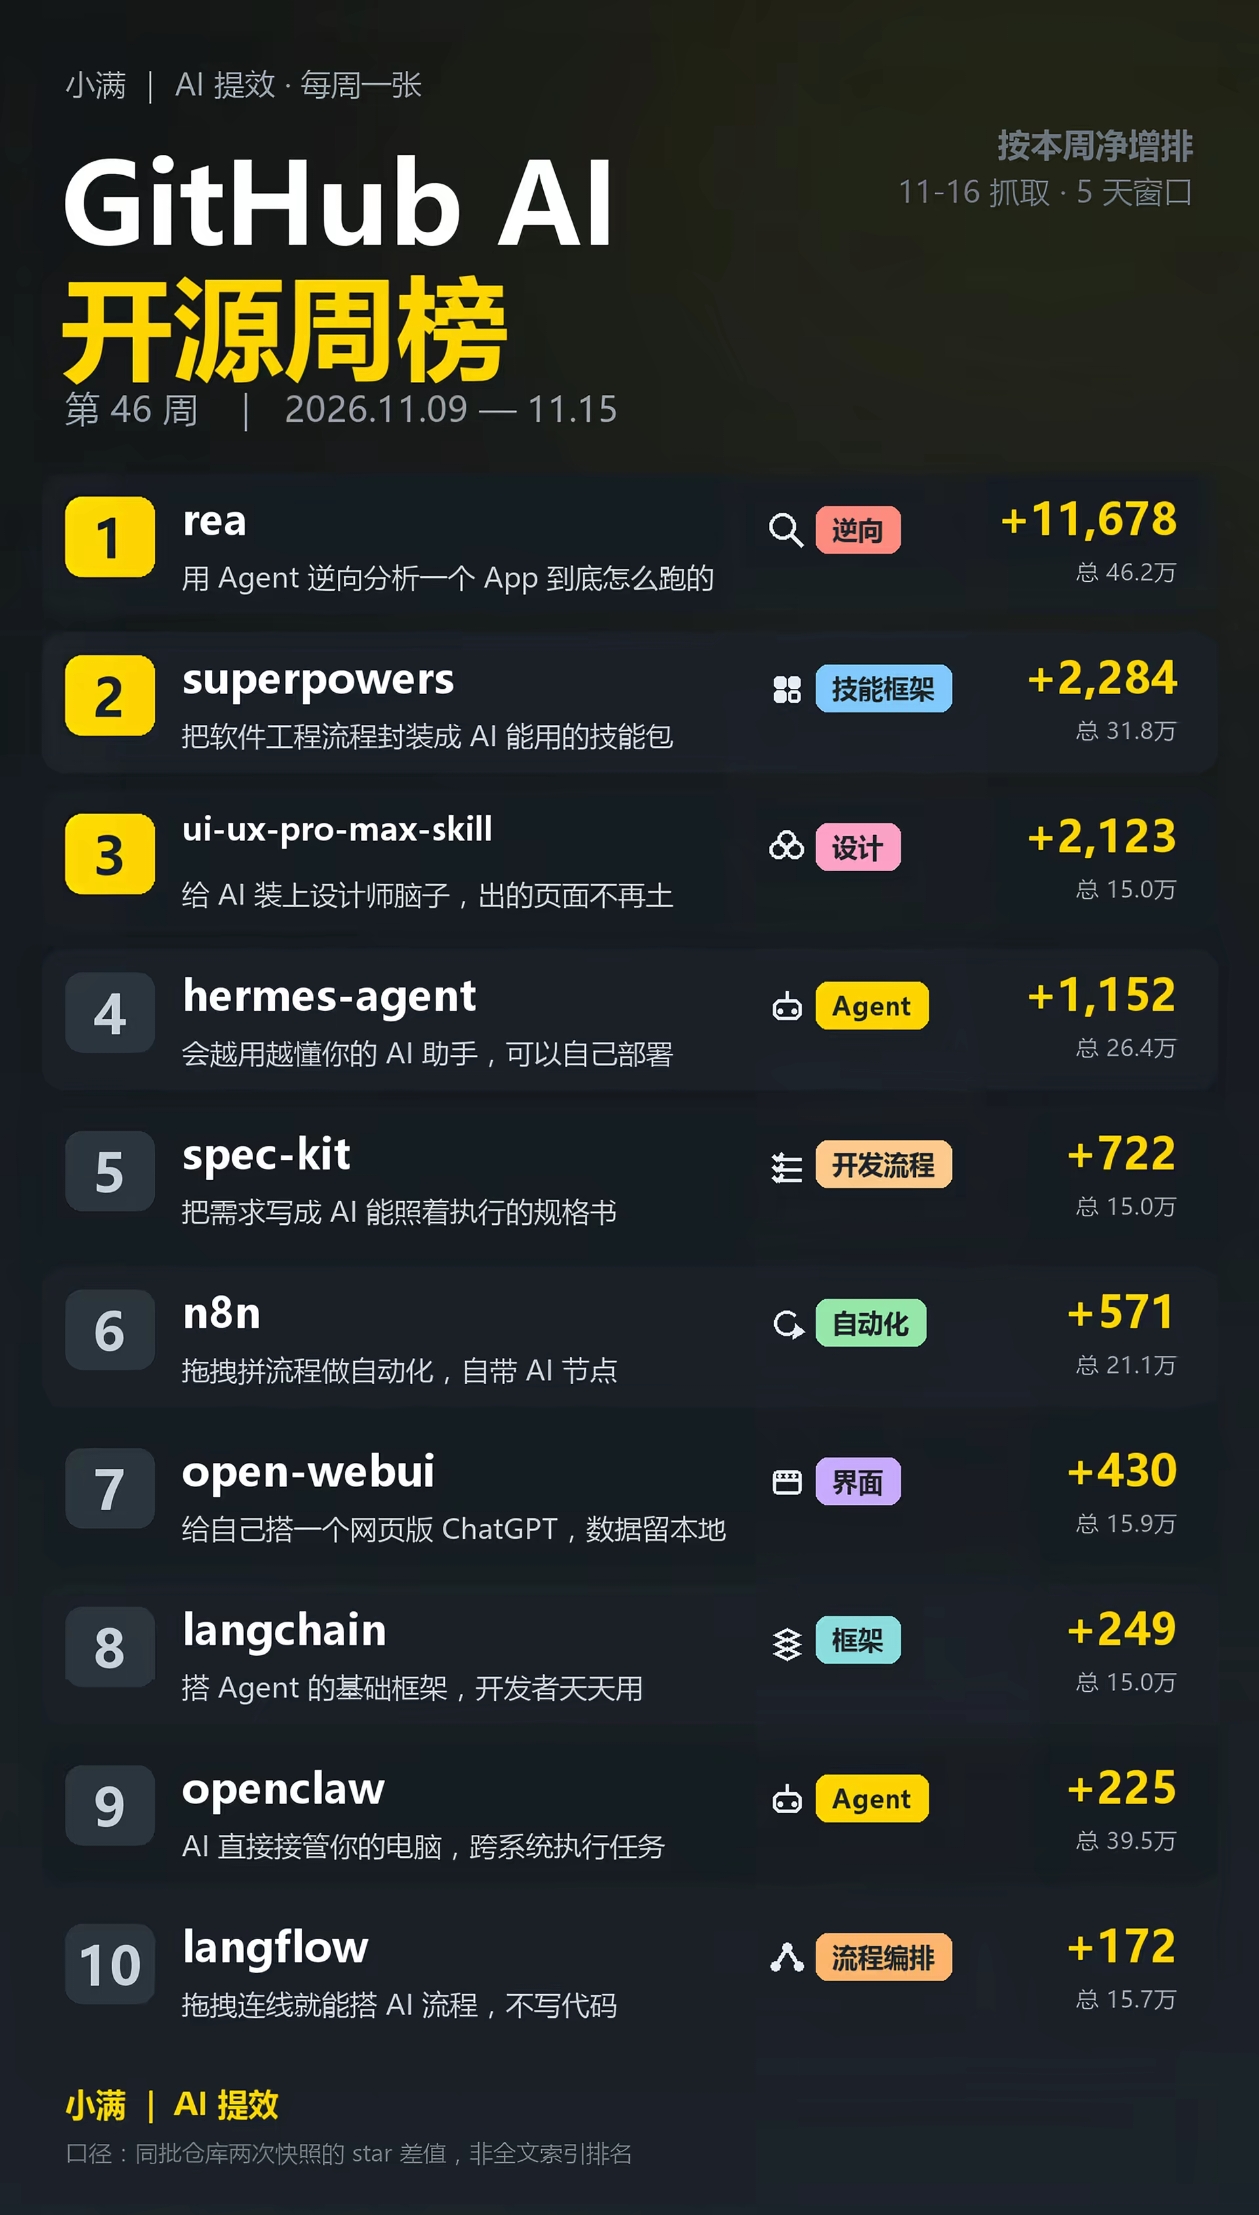 小满 | AI 提效 · 每周一张
按本周净增排
11-16 抓取 · 5 天窗口
GitHub AI
开源周榜
第 46 周 | 2026.11.09 — 11.15
1 rea 逆向 +11,678
用 Agent 逆向分析一个 App 到底怎么跑的 总 46.2万
2 superpowers 技能框架 +2,284
把软件工程流程封装成 AI 能用的技能包 总 31.8万
3 ui-ux-pro-max-skill 设计 +2,123
给 AI 装上设计师脑子，出的页面不再土 总 15.0万
4 hermes-agent Agent +1,152
会越用越懂你的 AI 助手，可以自己部署 总 26.4万
5 spec-kit 开发流程 +722
把需求写成 AI 能照着执行的规格书 总 15.0万
6 n8n 自动化 +571
拖拽拼流程做自动化，自带 AI 节点 总 21.1万
7 open-webui 界面 +430
给自己搭一个网页版 ChatGPT，数据留本地 总 15.9万
8 langchain 框架 +249
搭 Agent 的基础框架，开发者天天用 总 15.0万
9 openclaw Agent +225
AI 直接接管你的电脑，跨系统执行任务 总 39.5万
10 langflow 流程编排 +172
拖拽连线就能搭 AI 流程，不写代码 总 15.7万
小满 | AI 提效
口径：同批仓库两次快照的 star 差值，非全文索引排名